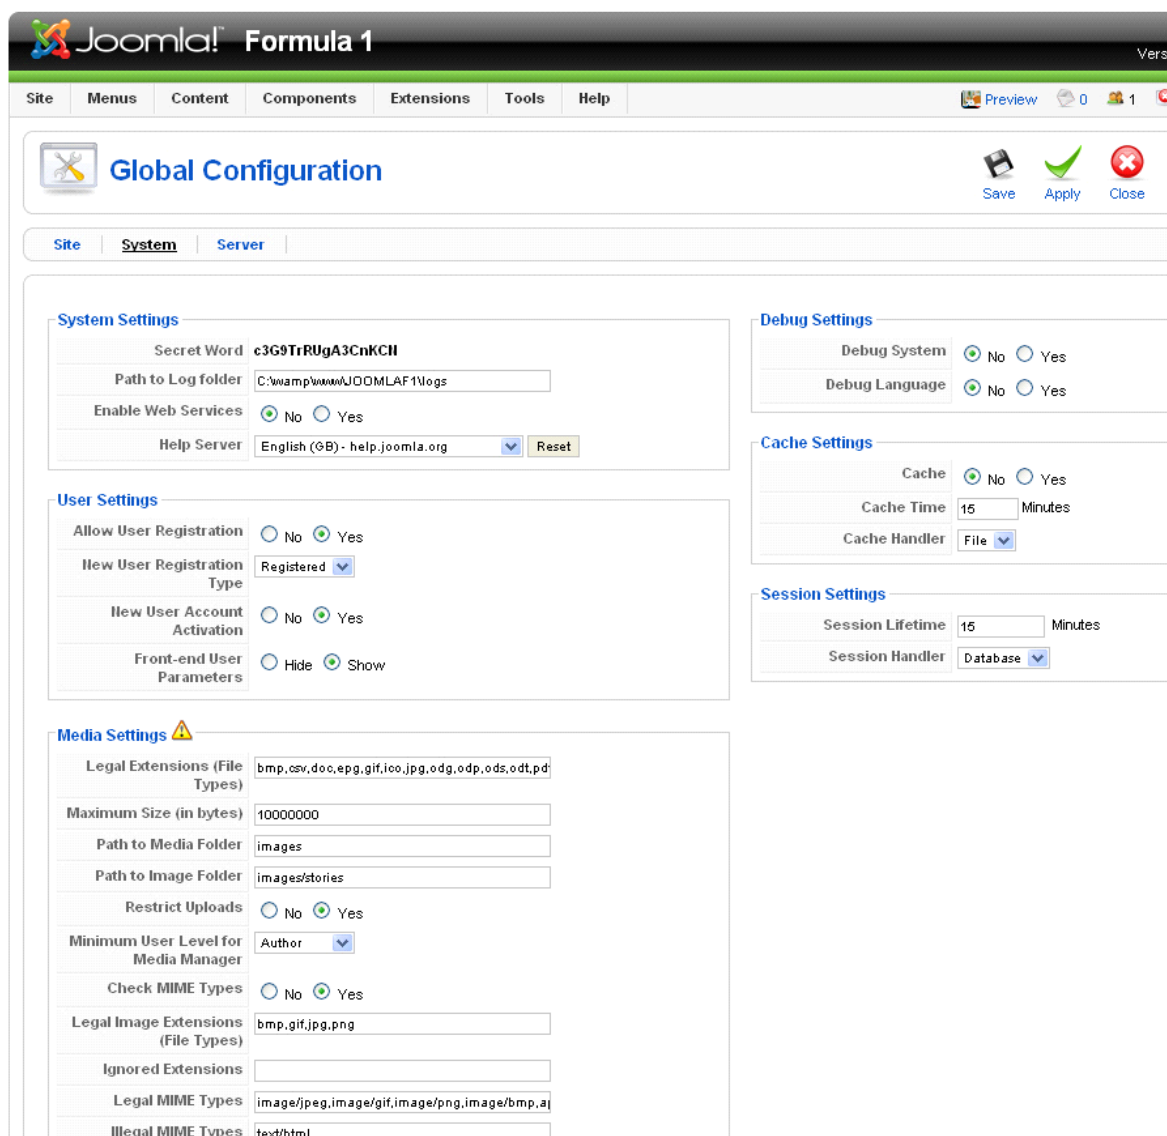 Joomla! Formula 1
Vers
Site Menus Content Components Extensions Tools Help Preview 0 1
Global Configuration
Save Apply Close
Site System Server
System Settings
Secret Word c3G9TrRUgA3CnKCN
Path to Log folder C:\wamp\www\JOOMLAF1\logs
Enable Web Services No Yes
Help Server English (GB) - help.joomla.org Reset
User Settings
Allow User Registration No Yes
New User Registration
Type
Registered
New User Account
Activation
No Yes
Front-end User
Parameters
Hide Show
Media Settings
Legal Extensions (File
Types)
bmp,csv,doc,epg,gif,ico,jpg,odg,odp,ods,odt,pdf
Maximum Size (in bytes) 10000000
Path to Media Folder images
Path to Image Folder images/stories
Restrict Uploads No Yes
Minimum User Level for
Media Manager
Author
Check MIME Types No Yes
Legal Image Extensions
(File Types)
bmp,gif,jpg,png
Ignored Extensions
Legal MIME Types image/jpeg,image/gif,image/png,image/bmp,a
Illegal MIME Types text/html
Debug Settings
Debug System No Yes
Debug Language No Yes
Cache Settings
Cache No Yes
Cache Time 15 Minutes
Cache Handler File
Session Settings
Session Lifetime 15 Minutes
Session Handler Database